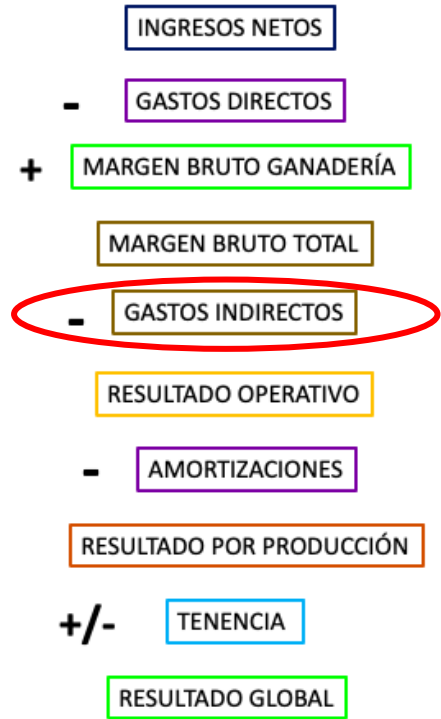 INGRESOS NETOS
- GASTOS DIRECTOS
+ MARGEN BRUTO GANADERÍA
MARGEN BRUTO TOTAL
- GASTOS INDIRECTOS
RESULTADO OPERATIVO
- AMORTIZACIONES
RESULTADO POR PRODUCCIÓN
+/- TENENCIA
RESULTADO GLOBAL